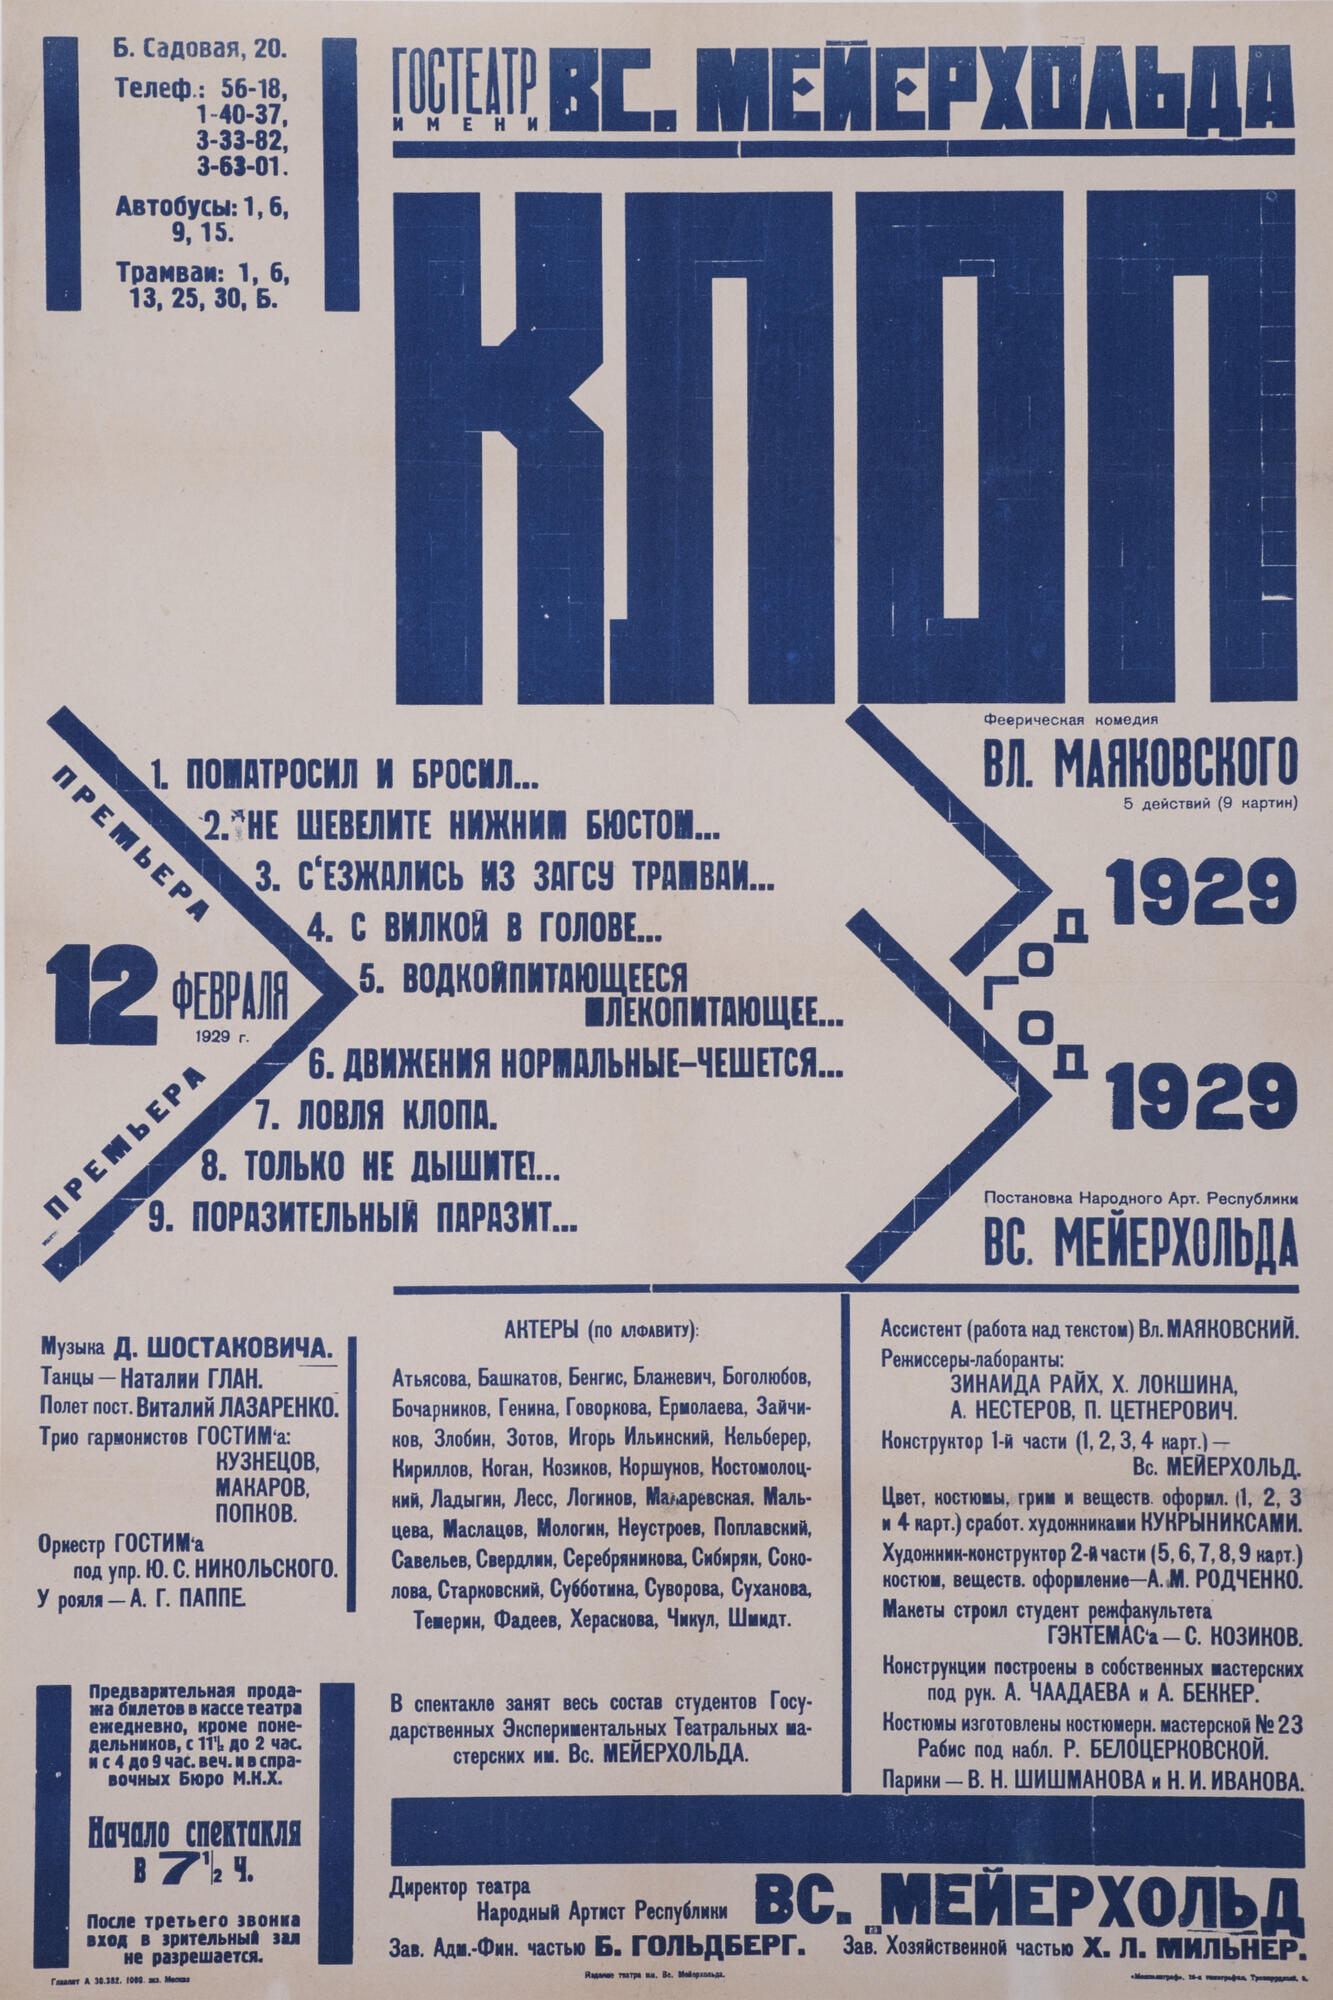 Б. Садовая, 20.
Телеф.: 56-18,
1-40-37,
3-33-82,
3-63-01.
Автобусы: 1, 6,
9, 15.
Трамваи: 1, 6,
13, 25, 30, Б.
ГОСТЕАТР
ИМЕНИ
ВС. МЕЙЕРХОЛЬДА
КЛОП
Феерическая комедия
ВЛ. МАЯКОВСКОГО
5 действий (9 картин)
ПРЕМЬЕРА
12 ФЕВРАЛЯ
1929 г.
ПРЕМЬЕРА
1. ПОМАТРОСИЛ И БРОСИЛ...
2. НЕ ШЕВЕЛИТЕ НИЖНИМ БЮСТОМ...
3. С'ЕЗЖАЛИСЬ ИЗ ЗАГСУ ТРАМВАИ...
4. С ВИЛКОЙ В ГОЛОВЕ...
5. ВОДКОЙПИТАЮЩЕЕСЯ
МЛЕКОПИТАЮЩЕЕ...
6. ДВИЖЕНИЯ НОРМАЛЬНЫЕ–ЧЕШЕТСЯ...
7. ЛОВЛЯ КЛОПА.
8. ТОЛЬКО НЕ ДЫШИТЕ!...
9. ПОРАЗИТЕЛЬНЫЙ ПАРАЗИТ...
1929
ГОД
ГОД
1929
Постановка Народного Арт. Республики
ВС. МЕЙЕРХОЛЬДА
Музыка Д. ШОСТАКОВИЧА.
Танцы — Наталии ГЛАН.
Полет пост. Виталий ЛАЗАРЕНКО.
Трио гармонистов ГОСТИМ'а:
КУЗНЕЦОВ,
МАКАРОВ,
ПОПКОВ.
Оркестр ГОСТИМ'а
под упр. Ю. С. НИКОЛЬСКОГО.
У рояля — А. Г. ПАППЕ.
АКТЕРЫ (ПО АЛФАВИТУ):
Атьясова, Башкатов, Бенгис, Блажевич, Боголюбов,
Бочарников, Генина, Говоркова, Ермолаева, Зайчи-
ков, Злобин, Зотов, Игорь Ильинский, Кельберер,
Кириллов, Коган, Козиков, Коршунов, Костомолоц-
кий, Ладыгин, Лесс, Логинов, Макаревская, Маль-
цева, Маслацов, Мологин, Неустроев, Поплавский,
Савельев, Свердлин, Серебряникова, Сибиряк, Соко-
лова, Старковский, Субботина, Суворова, Суханова,
Темерин, Фадеев, Хераскова, Чикул, Шмидт.
В спектакле занят весь состав студентов Госу-
дарственных Экспериментальных Театральных ма-
стерских им. Вс. МЕЙЕРХОЛЬДА.
Ассистент (работа над текстом) Вл. МАЯКОВСКИЙ.
Режиссеры-лаборанты:
ЗИНАИДА РАЙХ, Х. ЛОКШИНА,
А. НЕСТЕРОВ, П. ЦЕТНЕРОВИЧ.
Конструктор 1-й части (1, 2, 3, 4 карт.) —
Вс. МЕЙЕРХОЛЬД.
Цвет, костюмы, грим и веществ. оформл. (1, 2, 3
и 4 карт.) сработ. художниками КУКРЫНИКСАМИ.
Художник-конструктор 2-й части (5, 6, 7, 8, 9 карт.)
костюм, веществ. оформление—А. М. РОДЧЕНКО.
Макеты строил студент режфакультета
ГЭКТЕМАС'а — С. КОЗИКОВ.
Конструкции построены в собственных мастерских
под рук. А. ЧААДАЕВА и А. БЕККЕР.
Костюмы изготовлены костюмерн. мастерской № 23
Рабис под набл. Р. БЕЛОЦЕРКОВСКОЙ.
Парики — В. Н. ШИШМАНОВА и Н. И. ИВАНОВА.
Предварительная прода-
жа билетов в кассе театра
ежедневно, кроме поне-
дельников, с 11½ до 2 час.
и с 4 до 9 час. веч. и в спра-
вочных Бюро М.К.Х.
Начало спектакля
в 7½ ч.
После третьего звонка
вход в зрительный зал
не разрешается.
Директор театра
Народный Артист Республики ВС. МЕЙЕРХОЛЬД
Зав. Адм.-Фин. частью Б. ГОЛЬДБЕРГ. Зав. Хозяйственной частью Х. Л. МИЛЬНЕР.
Главлит А 30.382. 1000. экз. Москва
Издание театра им. Вс. Мейерхольда.